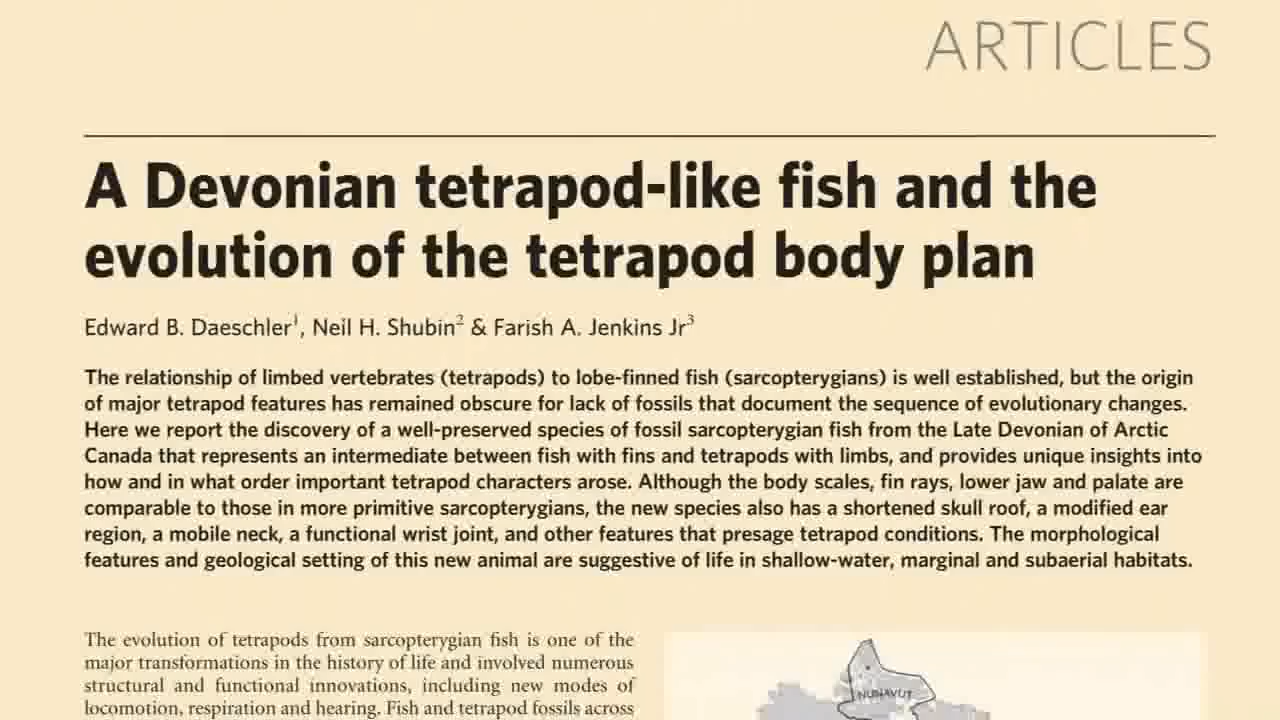 ARTICLES
A Devonian tetrapod-like fish and the
evolution of the tetrapod body plan
Edward B. Daeschler¹, Neil H. Shubin² & Farish A. Jenkins Jr³
The relationship of limbed vertebrates (tetrapods) to lobe-finned fish (sarcopterygians) is well established, but the origin
of major tetrapod features has remained obscure for lack of fossils that document the sequence of evolutionary changes.
Here we report the discovery of a well-preserved species of fossil sarcopterygian fish from the Late Devonian of Arctic
Canada that represents an intermediate between fish with fins and tetrapods with limbs, and provides unique insights into
how and in what order important tetrapod characters arose. Although the body scales, fin rays, lower jaw and palate are
comparable to those in more primitive sarcopterygians, the new species also has a shortened skull roof, a modified ear
region, a mobile neck, a functional wrist joint, and other features that presage tetrapod conditions. The morphological
features and geological setting of this new animal are suggestive of life in shallow-water, marginal and subaerial habitats.
The evolution of tetrapods from sarcopterygian fish is one of the
major transformations in the history of life and involved numerous
structural and functional innovations, including new modes of
locomotion, respiration and hearing. Fish and tetrapod fossils across
NUNAVUT